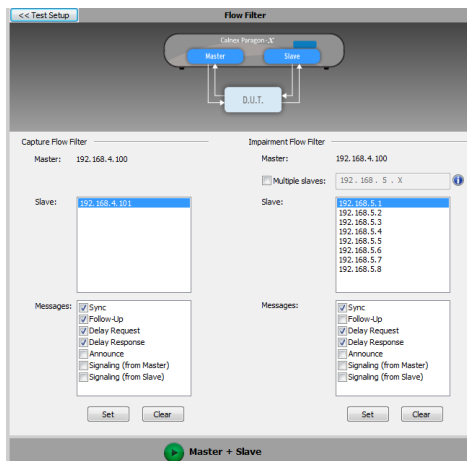 << Test Setup
Flow Filter
Calnex Paragon-X
Master
Slave
D.U.T.
Capture Flow Filter
Master: 192.168.4.100
Slave:
192.168.4.101
Messages:
Sync
Follow-Up
Delay Request
Delay Response
Announce
Signaling (from Master)
Signaling (from Slave)
Set
Clear
Impairment Flow Filter
Master: 192.168.4.100
Multiple slaves: 192 . 168 . 5 . X
Slave:
192.168.5.1
192.168.5.2
192.168.5.3
192.168.5.4
192.168.5.5
192.168.5.6
192.168.5.7
192.168.5.8
Messages:
Sync
Follow-Up
Delay Request
Delay Response
Announce
Signaling (from Master)
Signaling (from Slave)
Set
Clear
Master + Slave